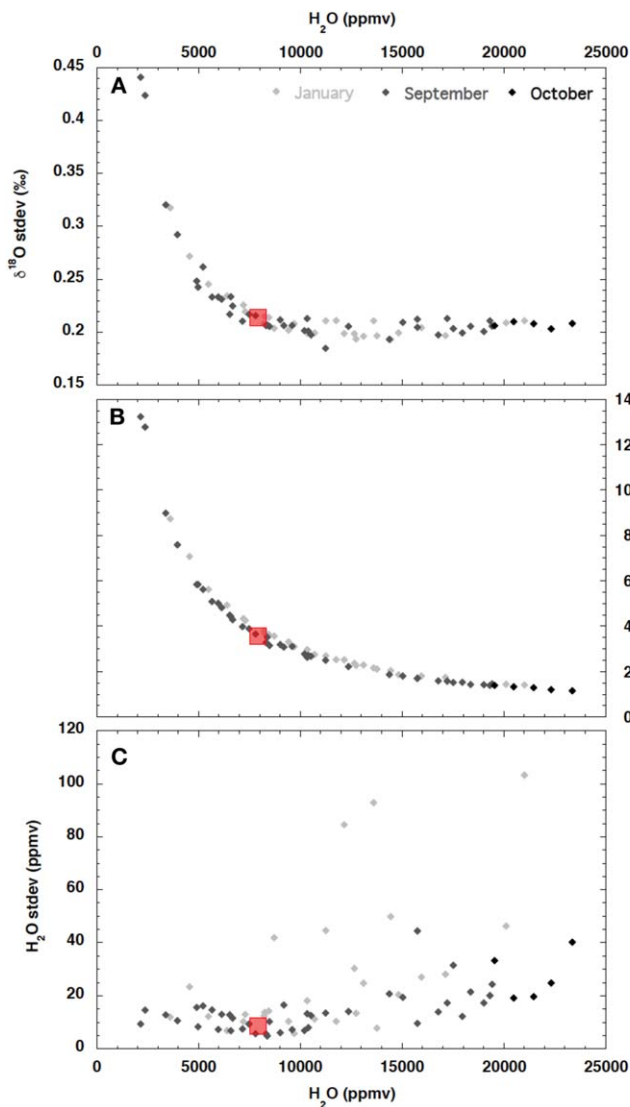 H₂O (ppmv)
0 5000 10000 15000 20000 25000
A
January September October
0.45
0.4
0.35
0.3
0.25
0.2
0.15
δ¹⁸O stdev (‰)
B
14
12
10
8
6
4
2
0
C
120
100
80
60
40
20
0
H₂O stdev (ppmv)
0 5000 10000 15000 20000 25000
H₂O (ppmv)